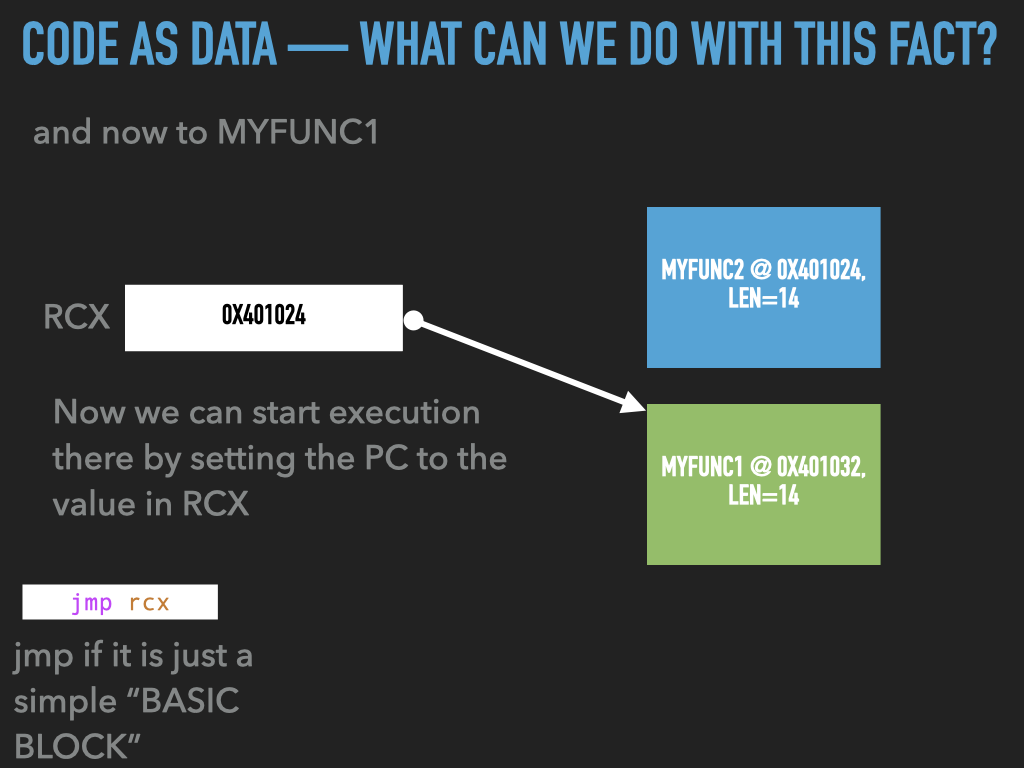 CODE AS DATA — WHAT CAN WE DO WITH THIS FACT?
and now to MYFUNC1
MYFUNC2 @ 0X401024,
LEN=14
RCX
0X401024
Now we can start execution
there by setting the PC to the
value in RCX
MYFUNC1 @ 0X401032,
LEN=14
jmp rcx
jmp if it is just a
simple “BASIC
BLOCK”